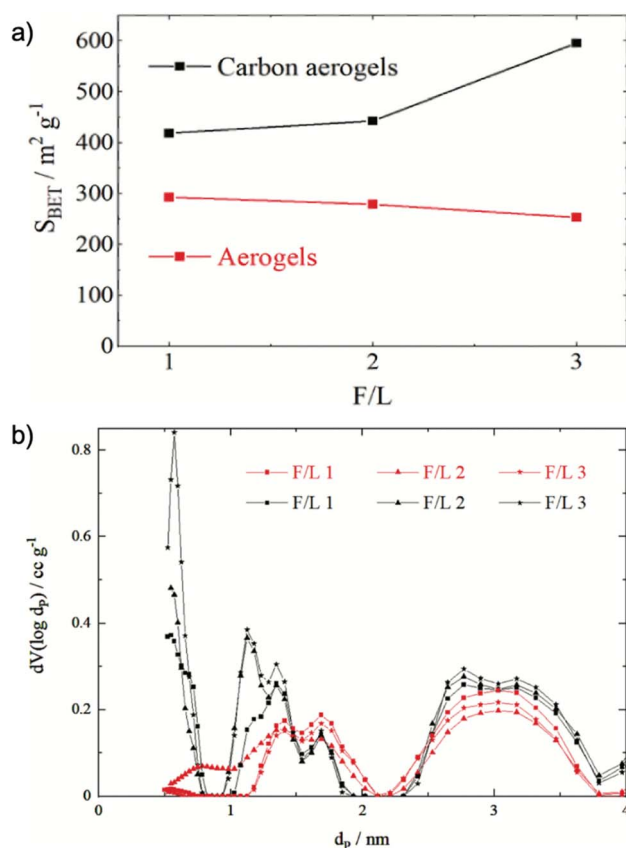 a)
600
500
400
300
200
100
0
S_BET / m² g⁻¹
Carbon aerogels
Aerogels
1 2 3
F/L
b)
0.8
0.6
0.4
0.2
0
dV(log d_p) / cc g⁻¹
F/L 1 F/L 2 F/L 3
F/L 1 F/L 2 F/L 3
0 1 2 3 4
d_p / nm